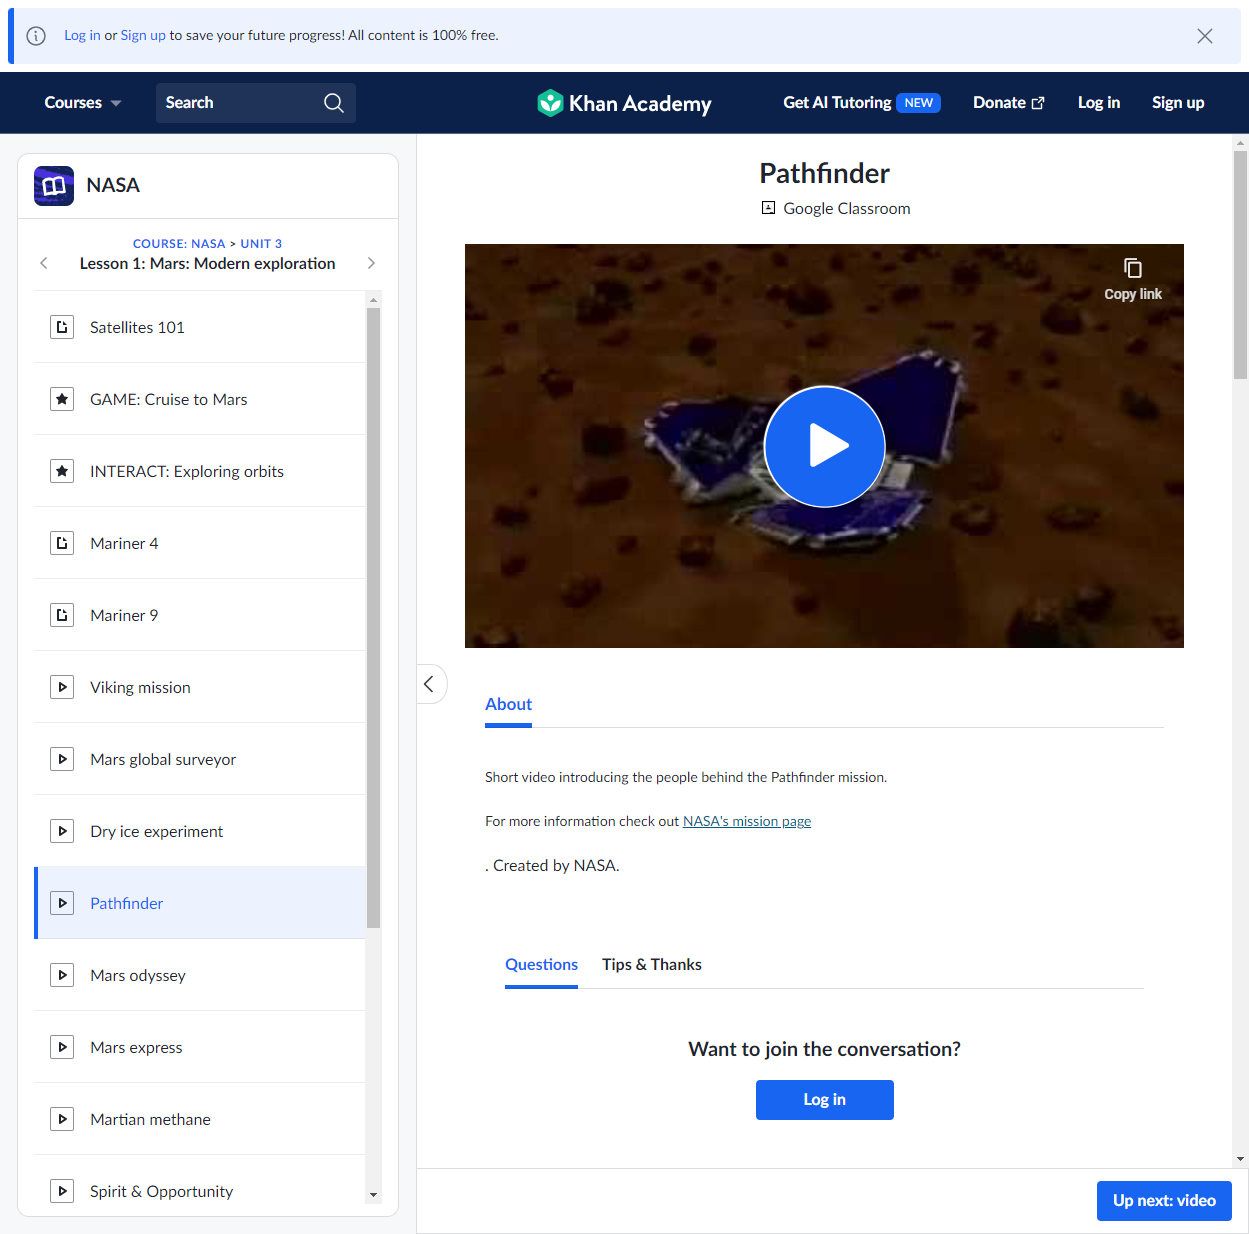 Log in or Sign up to save your future progress! All content is 100% free.
Courses
Search
Khan Academy
Get AI Tutoring NEW
Donate
Log in
Sign up
NASA
COURSE: NASA > UNIT 3
Lesson 1: Mars: Modern exploration
Satellites 101
GAME: Cruise to Mars
INTERACT: Exploring orbits
Mariner 4
Mariner 9
Viking mission
Mars global surveyor
Dry ice experiment
Pathfinder
Mars odyssey
Mars express
Martian methane
Spirit & Opportunity
Pathfinder
Google Classroom
Copy link
About
Short video introducing the people behind the Pathfinder mission.
For more information check out NASA's mission page
. Created by NASA.
Questions
Tips & Thanks
Want to join the conversation?
Log in
Up next: video